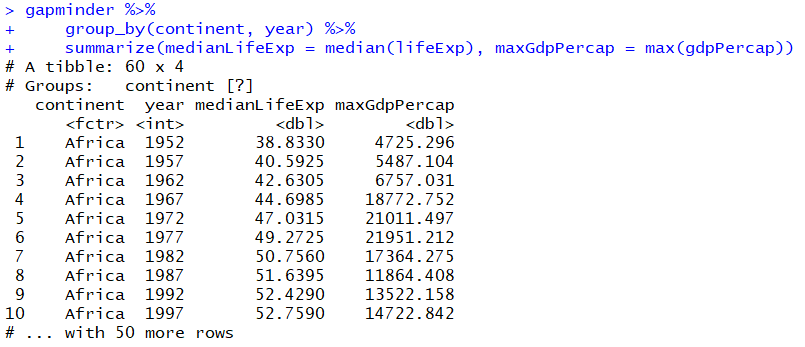 > gapminder %>%
+     group_by(continent, year) %>%
+     summarize(medianLifeExp = median(lifeExp), maxGdpPercap = max(gdpPercap))
# A tibble: 60 x 4
# Groups:   continent [?]
   continent  year medianLifeExp maxGdpPercap
      <fctr> <int>         <dbl>        <dbl>
 1    Africa  1952       38.8330     4725.296
 2    Africa  1957       40.5925     5487.104
 3    Africa  1962       42.6305     6757.031
 4    Africa  1967       44.6985    18772.752
 5    Africa  1972       47.0315    21011.497
 6    Africa  1977       49.2725    21951.212
 7    Africa  1982       50.7560    17364.275
 8    Africa  1987       51.6395    11864.408
 9    Africa  1992       52.4290    13522.158
10    Africa  1997       52.7590    14722.842
# ... with 50 more rows